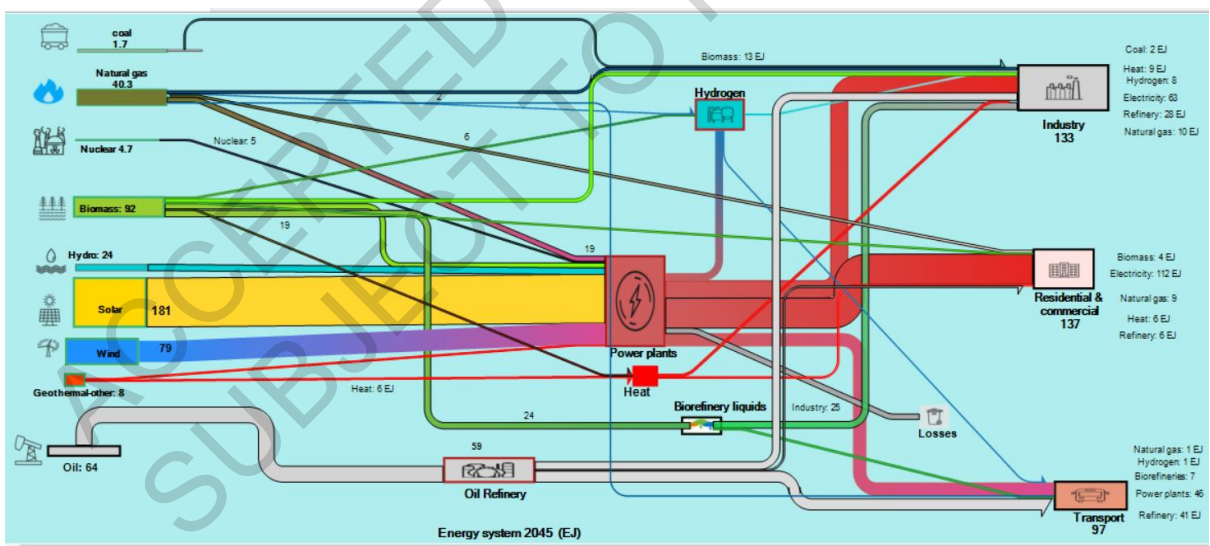 ACCEPTED
SUBJECT TO
coal
1.7
Natural gas
40.3
Nuclear 4.7
Nuclear: 5
Biomass: 92
19
Hydro: 24
Solar
181
Wind
79
Geothermal-other: 8
Heat: 6 EJ
Oil: 64
Biomass: 13 EJ
2
Hydrogen
6
19
Power plants
Heat
Biorefinery liquids
24
Industry: 25
59
Oil Refinery
Losses
Coal: 2 EJ
Heat: 9 EJ
Hydrogen: 8
Electricity: 63
Refinery: 28 EJ
Natural gas: 10 EJ
Industry
133
Biomass: 4 EJ
Electricity: 112 EJ
Natural gas: 9
Heat: 6 EJ
Refinery: 6 EJ
Residential &
commercial
137
Natural gas: 1 EJ
Hydrogen: 1 EJ
Biorefineries: 7
Power plants: 46
Refinery: 41 EJ
Transport
97
Energy system 2045 (EJ)